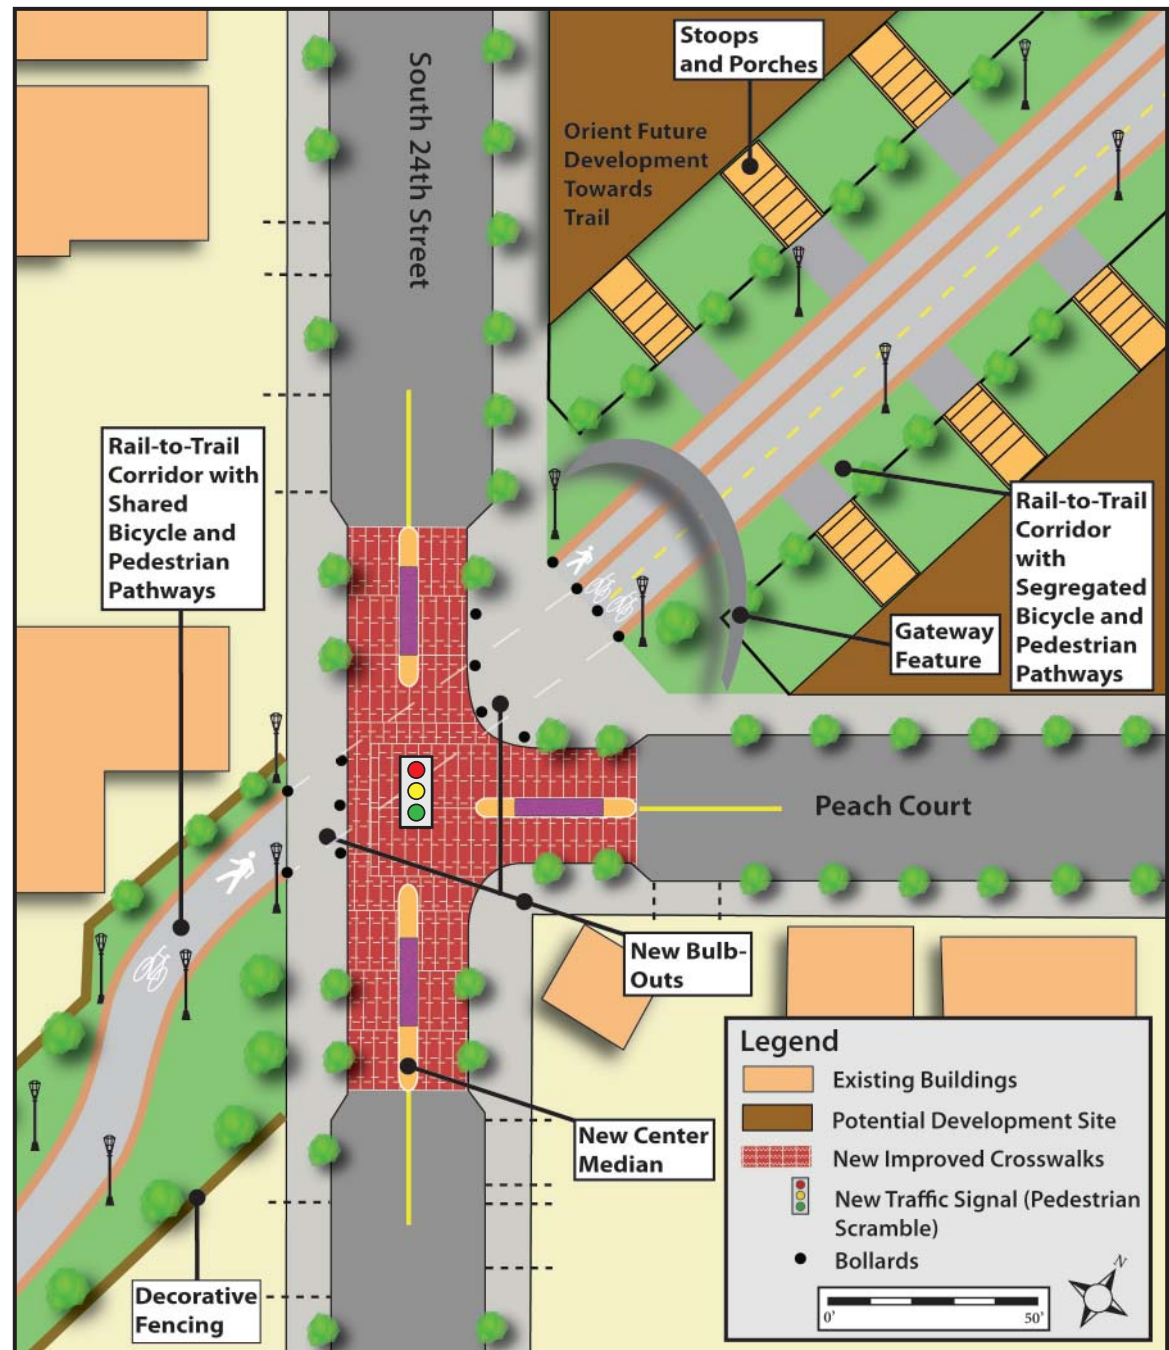 South 24th Street
Stoops
and Porches
Orient Future
Development
Towards
Trail
Rail-to-Trail
Corridor with
Shared
Bicycle and
Pedestrian
Pathways
Rail-to-Trail
Corridor
with
Segregated
Bicycle and
Pedestrian
Pathways
Gateway
Feature
Peach Court
New Bulb-
Outs
New Center
Median
Decorative
Fencing
Legend
Existing Buildings
Potential Development Site
New Improved Crosswalks
New Traffic Signal (Pedestrian
Scramble)
Bollards
0' 50'
N